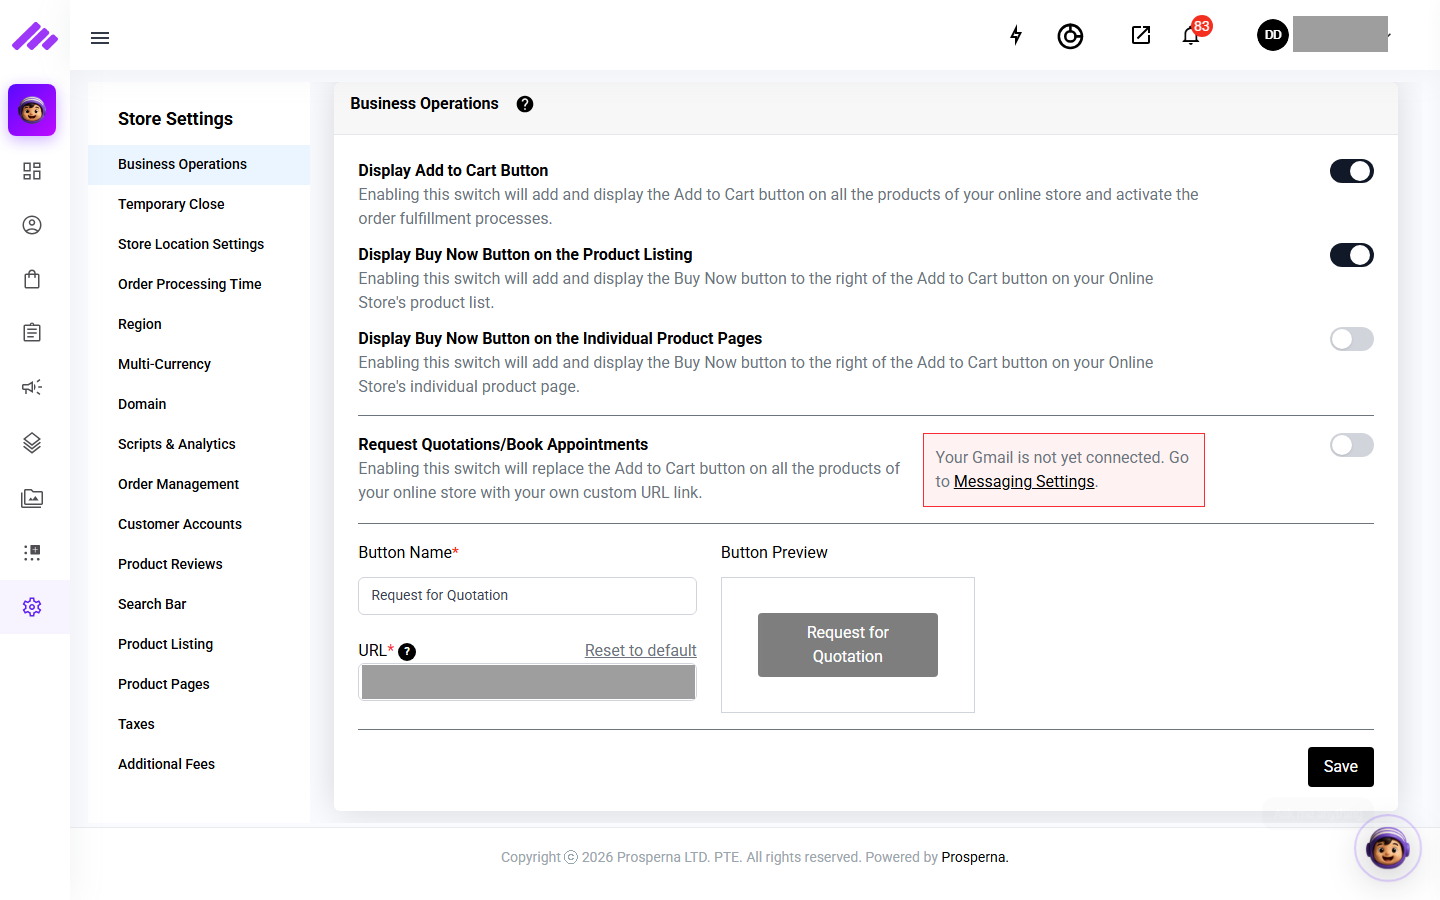 83
DD
Store Settings
Business Operations
Temporary Close
Store Location Settings
Order Processing Time
Region
Multi-Currency
Domain
Scripts & Analytics
Order Management
Customer Accounts
Product Reviews
Search Bar
Product Listing
Product Pages
Taxes
Additional Fees
Business Operations ?
Display Add to Cart Button
Enabling this switch will add and display the Add to Cart button on all the products of your online store and activate the
order fulfillment processes.
Display Buy Now Button on the Product Listing
Enabling this switch will add and display the Buy Now button to the right of the Add to Cart button on your Online
Store's product list.
Display Buy Now Button on the Individual Product Pages
Enabling this switch will add and display the Buy Now button to the right of the Add to Cart button on your Online
Store's individual product page.
Request Quotations/Book Appointments
Enabling this switch will replace the Add to Cart button on all the products of
your online store with your own custom URL link.
Your Gmail is not yet connected. Go
to Messaging Settings.
Button Name*
Request for Quotation
URL* ?
Reset to default
Button Preview
Request for
Quotation
Save
Copyright © 2026 Prosperna LTD. PTE. All rights reserved. Powered by Prosperna.